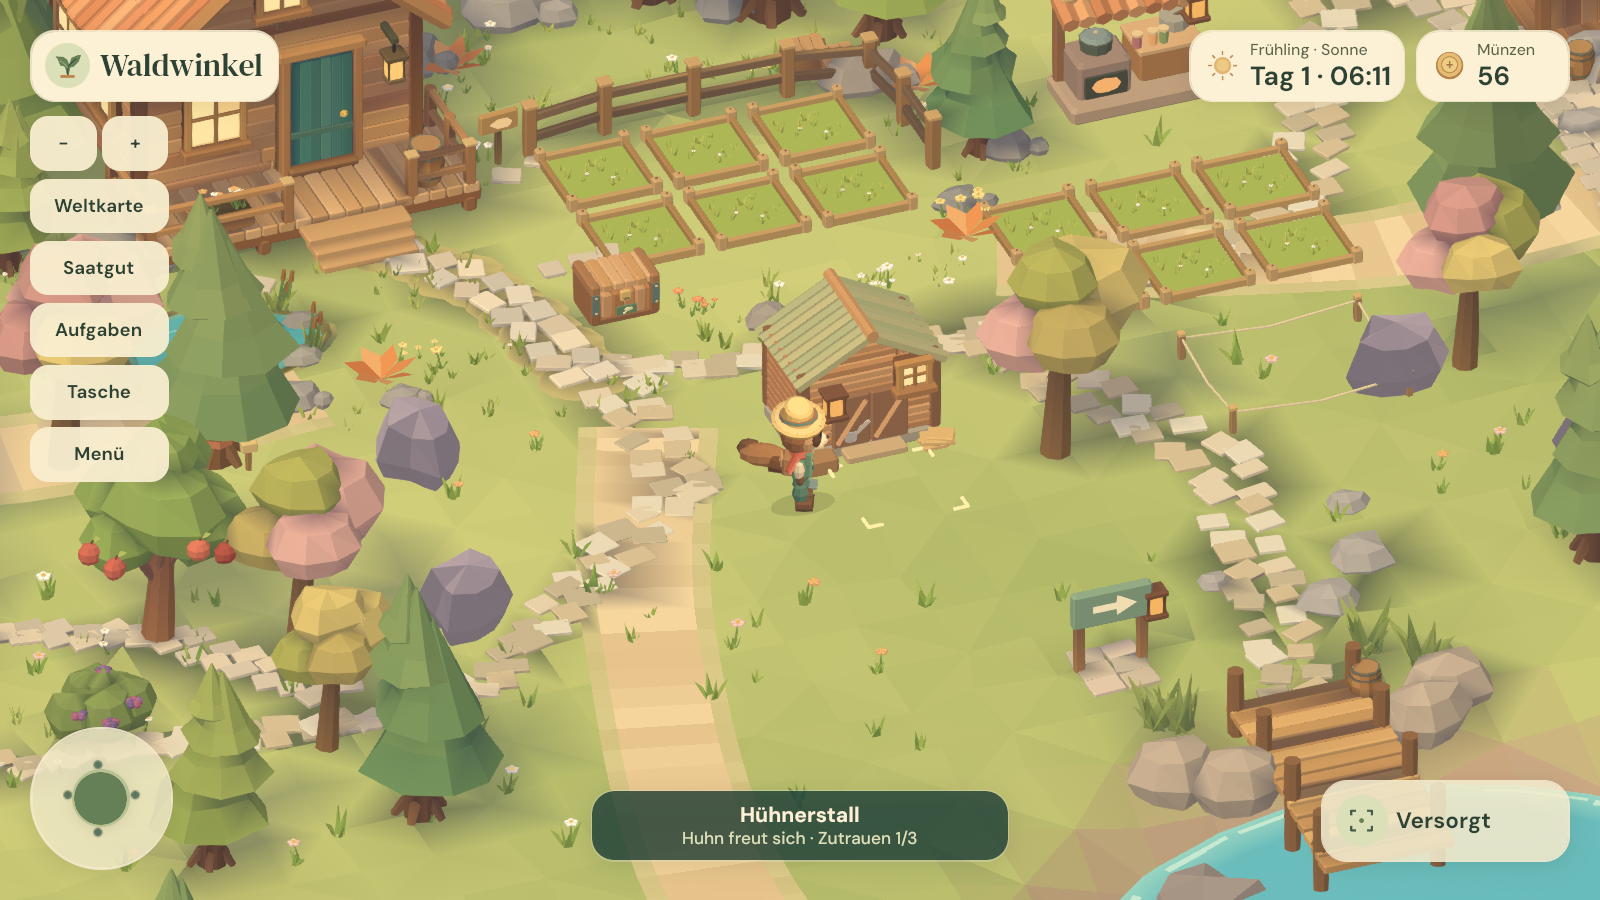 Waldwinkel
Frühling · Sonne
Tag 1 · 06:11
Münzen
56
-
+
Weltkarte
Saatgut
Aufgaben
Tasche
Menü
Hühnerstall
Huhn freut sich · Zutrauen 1/3
Versorgt